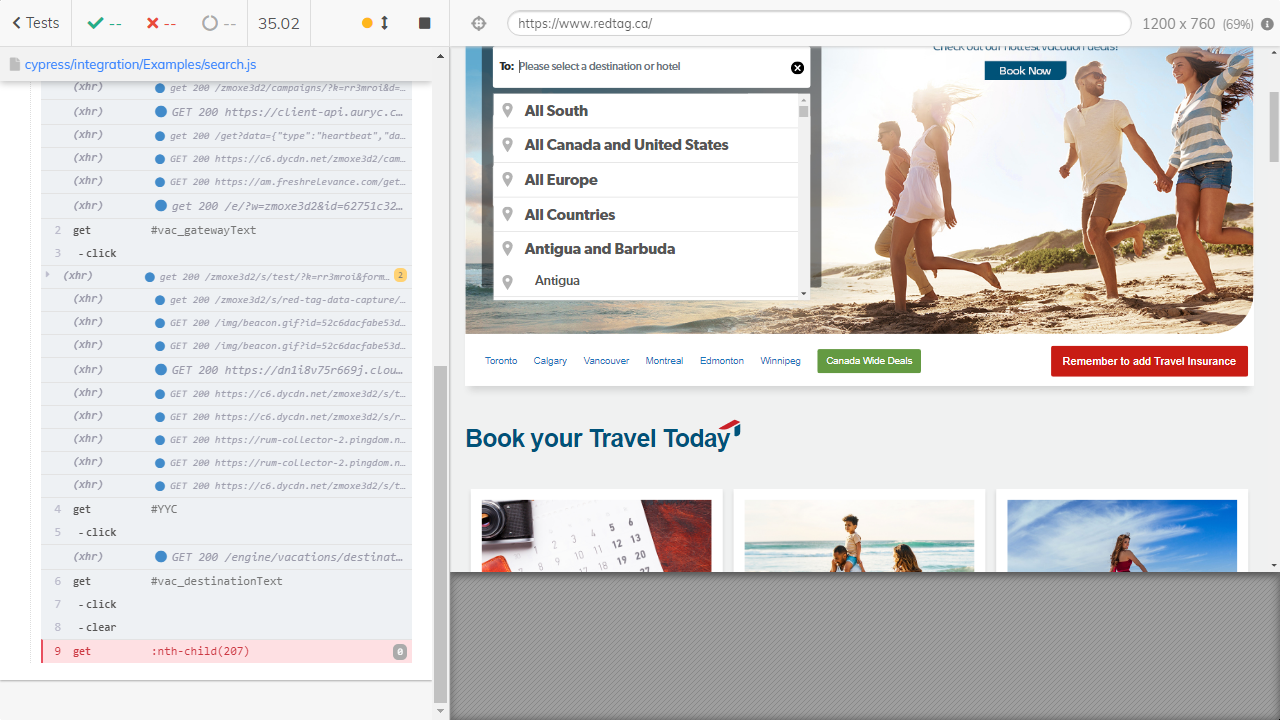 Tests
--
--
--
35.02
https://www.redtag.ca/
1200 x 760 (69%)
cypress/integration/Examples/search.js
(xhr) get 200 /zmoxe3d2/campaigns/?k=rr3mroi&d=…
(xhr) GET 200 https://client-api.auryc.c…
(xhr) get 200 /get?data={"type":"heartbeat","da…
(xhr) GET 200 https://c6.dycdn.net/zmoxe3d2/cam…
(xhr) GET 200 https://am.freshrelevance.com/get…
(xhr) get 200 /e/?w=zmoxe3d2&id=62751c32…
2 get #vac_gatewayText
3 - click
(xhr) get 200 /zmoxe3d2/s/text/?k=rr3mroi&form… 2
(xhr) get 200 /zmoxe3d2/s/red-tag-data-capture/…
(xhr) GET 200 /img/beacon.gif?id=52c6dacfabe53d…
(xhr) GET 200 /img/beacon.gif?id=52c6dacfabe53d…
(xhr) GET 200 https://dn1i8v75r669j.clou…
(xhr) GET 200 https://c6.dycdn.net/zmoxe3d2/s/t…
(xhr) GET 200 https://c6.dycdn.net/zmoxe3d2/s/r…
(xhr) GET 200 https://rum-collector-2.pingdom.n…
(xhr) GET 200 https://rum-collector-2.pingdom.n…
(xhr) GET 200 https://c6.dycdn.net/zmoxe3d2/s/t…
4 get #YYC
5 - click
(xhr) GET 200 /engine/vacations/destinat…
6 get #vac_destinationText
7 - click
8 - clear
9 get :nth-child(207) 0
Check out our hottest vacation deals!
Book Now
To: Please select a destination or hotel
All South
All Canada and United States
All Europe
All Countries
Antigua and Barbuda
Antigua
Toronto Calgary Vancouver Montreal Edmonton Winnipeg Canada Wide Deals Remember to add Travel Insurance
Book your Travel Today
1 2 3 4 5 6
11 12 13
18 19 20
27